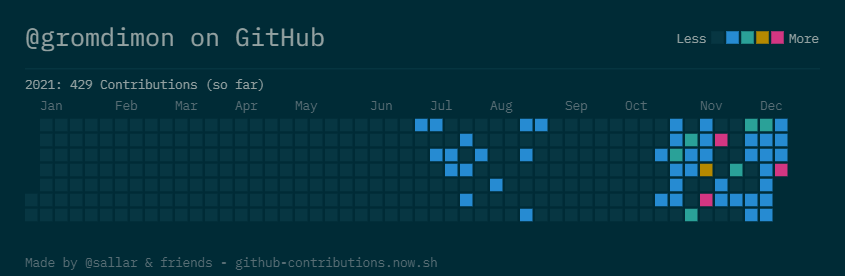 @gromdimon on GitHub
Less More
2021: 429 Contributions (so far)
Jan Feb Mar Apr May Jun Jul Aug Sep Oct Nov Dec
Made by @sallar & friends - github-contributions.now.sh